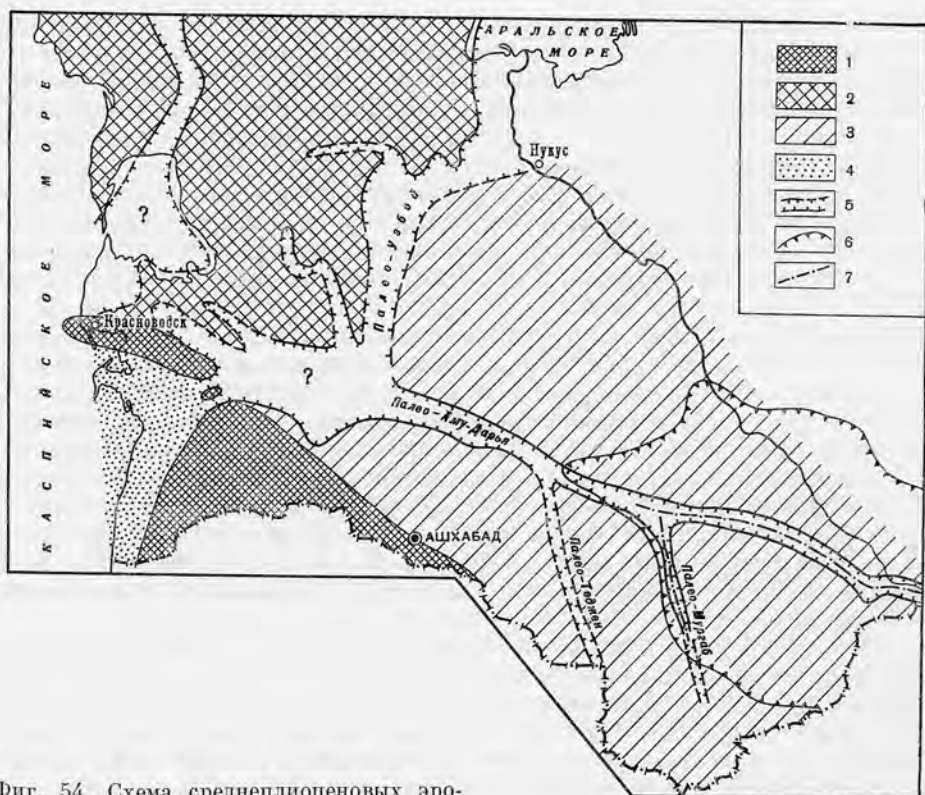 АРАЛЬСКОЕ
МОРЕ
1
2
3
4
5
6
7
Нукус
КАСПИЙСКОЕ МОРЕ
?
Палео-Узбой
Красноводск
?
Палео-Аму-Дарья
АШХАБАД
Палео-Теджен
Палео-Мургаб
Фиг. 54. Схема среднеплиоценовых эро-